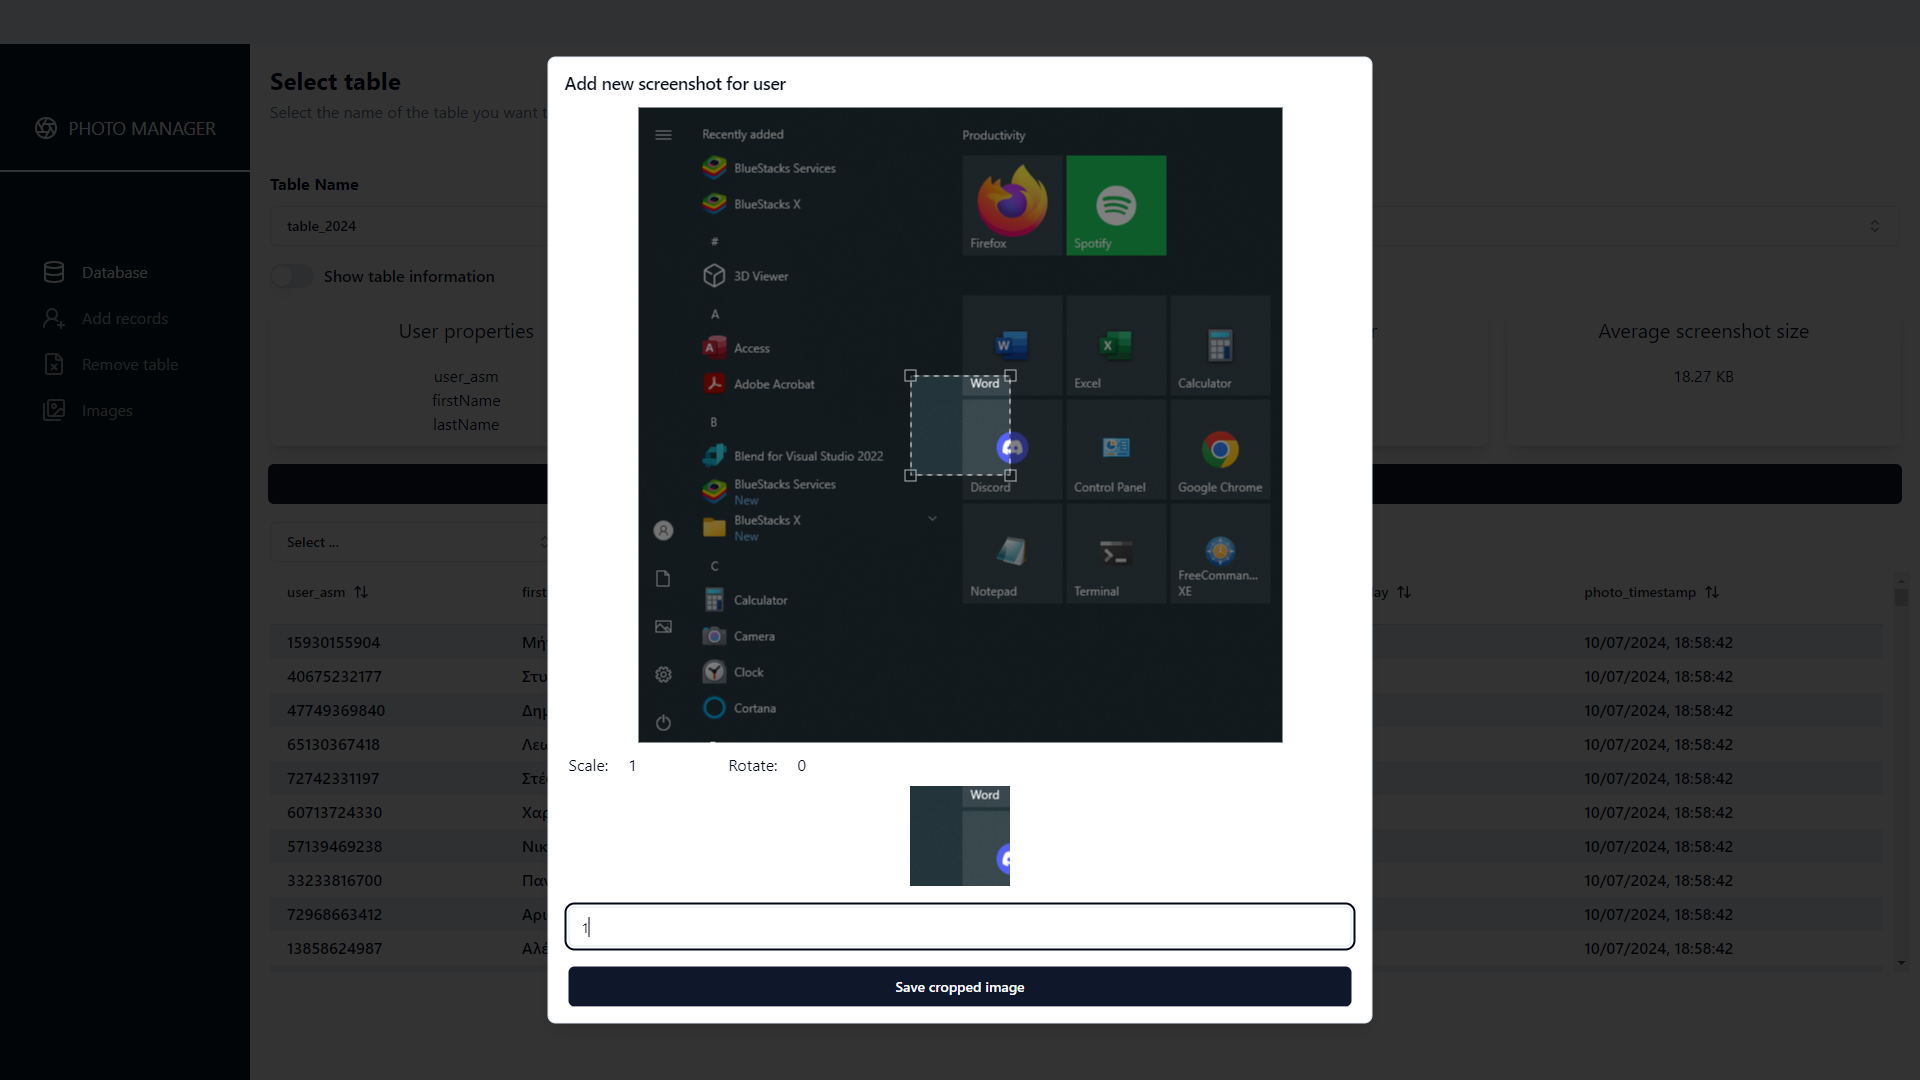 Select table
Select the name of the table you want t
PHOTO MANAGER
Table Name
table_2024
Show table information
Database
Add records
Remove table
Images
User properties
user_asm
firstName
lastName
r
Average screenshot size
18.27 KB
Select ...
user_asm
first
ay
photo_timestamp
15930155904 Μή 10/07/2024, 18:58:42
40675232177 Στυ 10/07/2024, 18:58:42
47749369840 Δημ 10/07/2024, 18:58:42
65130367418 Λεω 10/07/2024, 18:58:42
72742331197 Στέ 10/07/2024, 18:58:42
60713724330 Χαρ 10/07/2024, 18:58:42
57139469238 Νικ 10/07/2024, 18:58:42
33233816700 Παν 10/07/2024, 18:58:42
72968663412 Αρι 10/07/2024, 18:58:42
13858624987 Αλέ 10/07/2024, 18:58:42
Add new screenshot for user
Recently added
BlueStacks Services
BlueStacks X
#
3D Viewer
A
Access
Adobe Acrobat
B
Blend for Visual Studio 2022
BlueStacks Services
New
BlueStacks X
New
C
Calculator
Camera
Clock
Cortana
Productivity
Firefox
Spotify
Word
Excel
Calculator
Discord
Control Panel
Google Chrome
Notepad
Terminal
FreeComman...
XE
Scale: 1 Rotate: 0
Word
1
Save cropped image